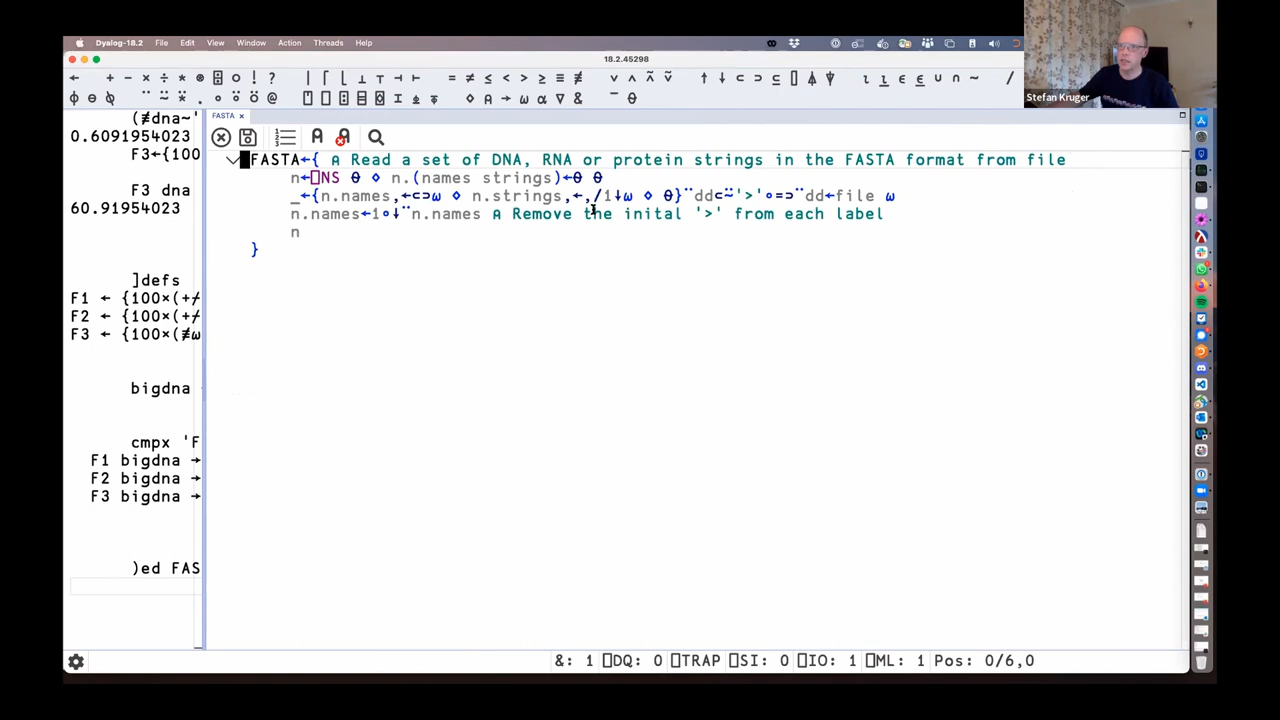 Dyalog-18.2 File Edit View Window Action Threads Help
18.2.45298
← + - × ÷ * ⍟ ⌹ ○ ! ? | ⌈ ⌊ ⊥ ⊤ ⊣ ⊢ = ≠ ≤ < > ≥ ≡ ≢ ∨ ∧ ⍱ ⍲ ↑ ↓ ⊂ ⊃ ⊆ ⌷ ⍋ ⍒ ⍳ ⍸ ∊ ⍷ ∪ ∩ ~ /
⌽ ⊖ ⍉ ¨ ⍨ ⍣ . ∘ ⍤ ⍥ @ ⍞ ⎕ ⍠ ⌸ ⌺ ⌶ ⍎ ⍕ ⋄ ⍝ → ⍵ ⍺ ∇ & ¯ ⍬
Stefan Kruger
FASTA ×
(≢dna~'
0.6091954023
F3←{100
F3 dna
60.91954023
]defs
F1 ← {100×(+/
F2 ← {100×(+/
F3 ← {100×(≢⍵
bigdna
cmpx 'F
F1 bigdna →
F2 bigdna →
F3 bigdna →
)ed FAS
FASTA←{ ⍝ Read a set of DNA, RNA or protein strings in the FASTA format from file
n←⎕NS ⍬ ⋄ n.(names strings)←⍬ ⍬
_←{n.names,←⊂⊃⍵ ⋄ n.strings,←,/1↓⍵ ⋄ ⍬}¨dd⊂⍨'>'∘=⊃¨dd←file ⍵
n.names←1∘↓¨n.names ⍝ Remove the inital '>' from each label
n
}
&: 1 ⎕DQ: 0 ⎕TRAP ⎕SI: 0 ⎕IO: 1 ⎕ML: 1 Pos: 0/6,0